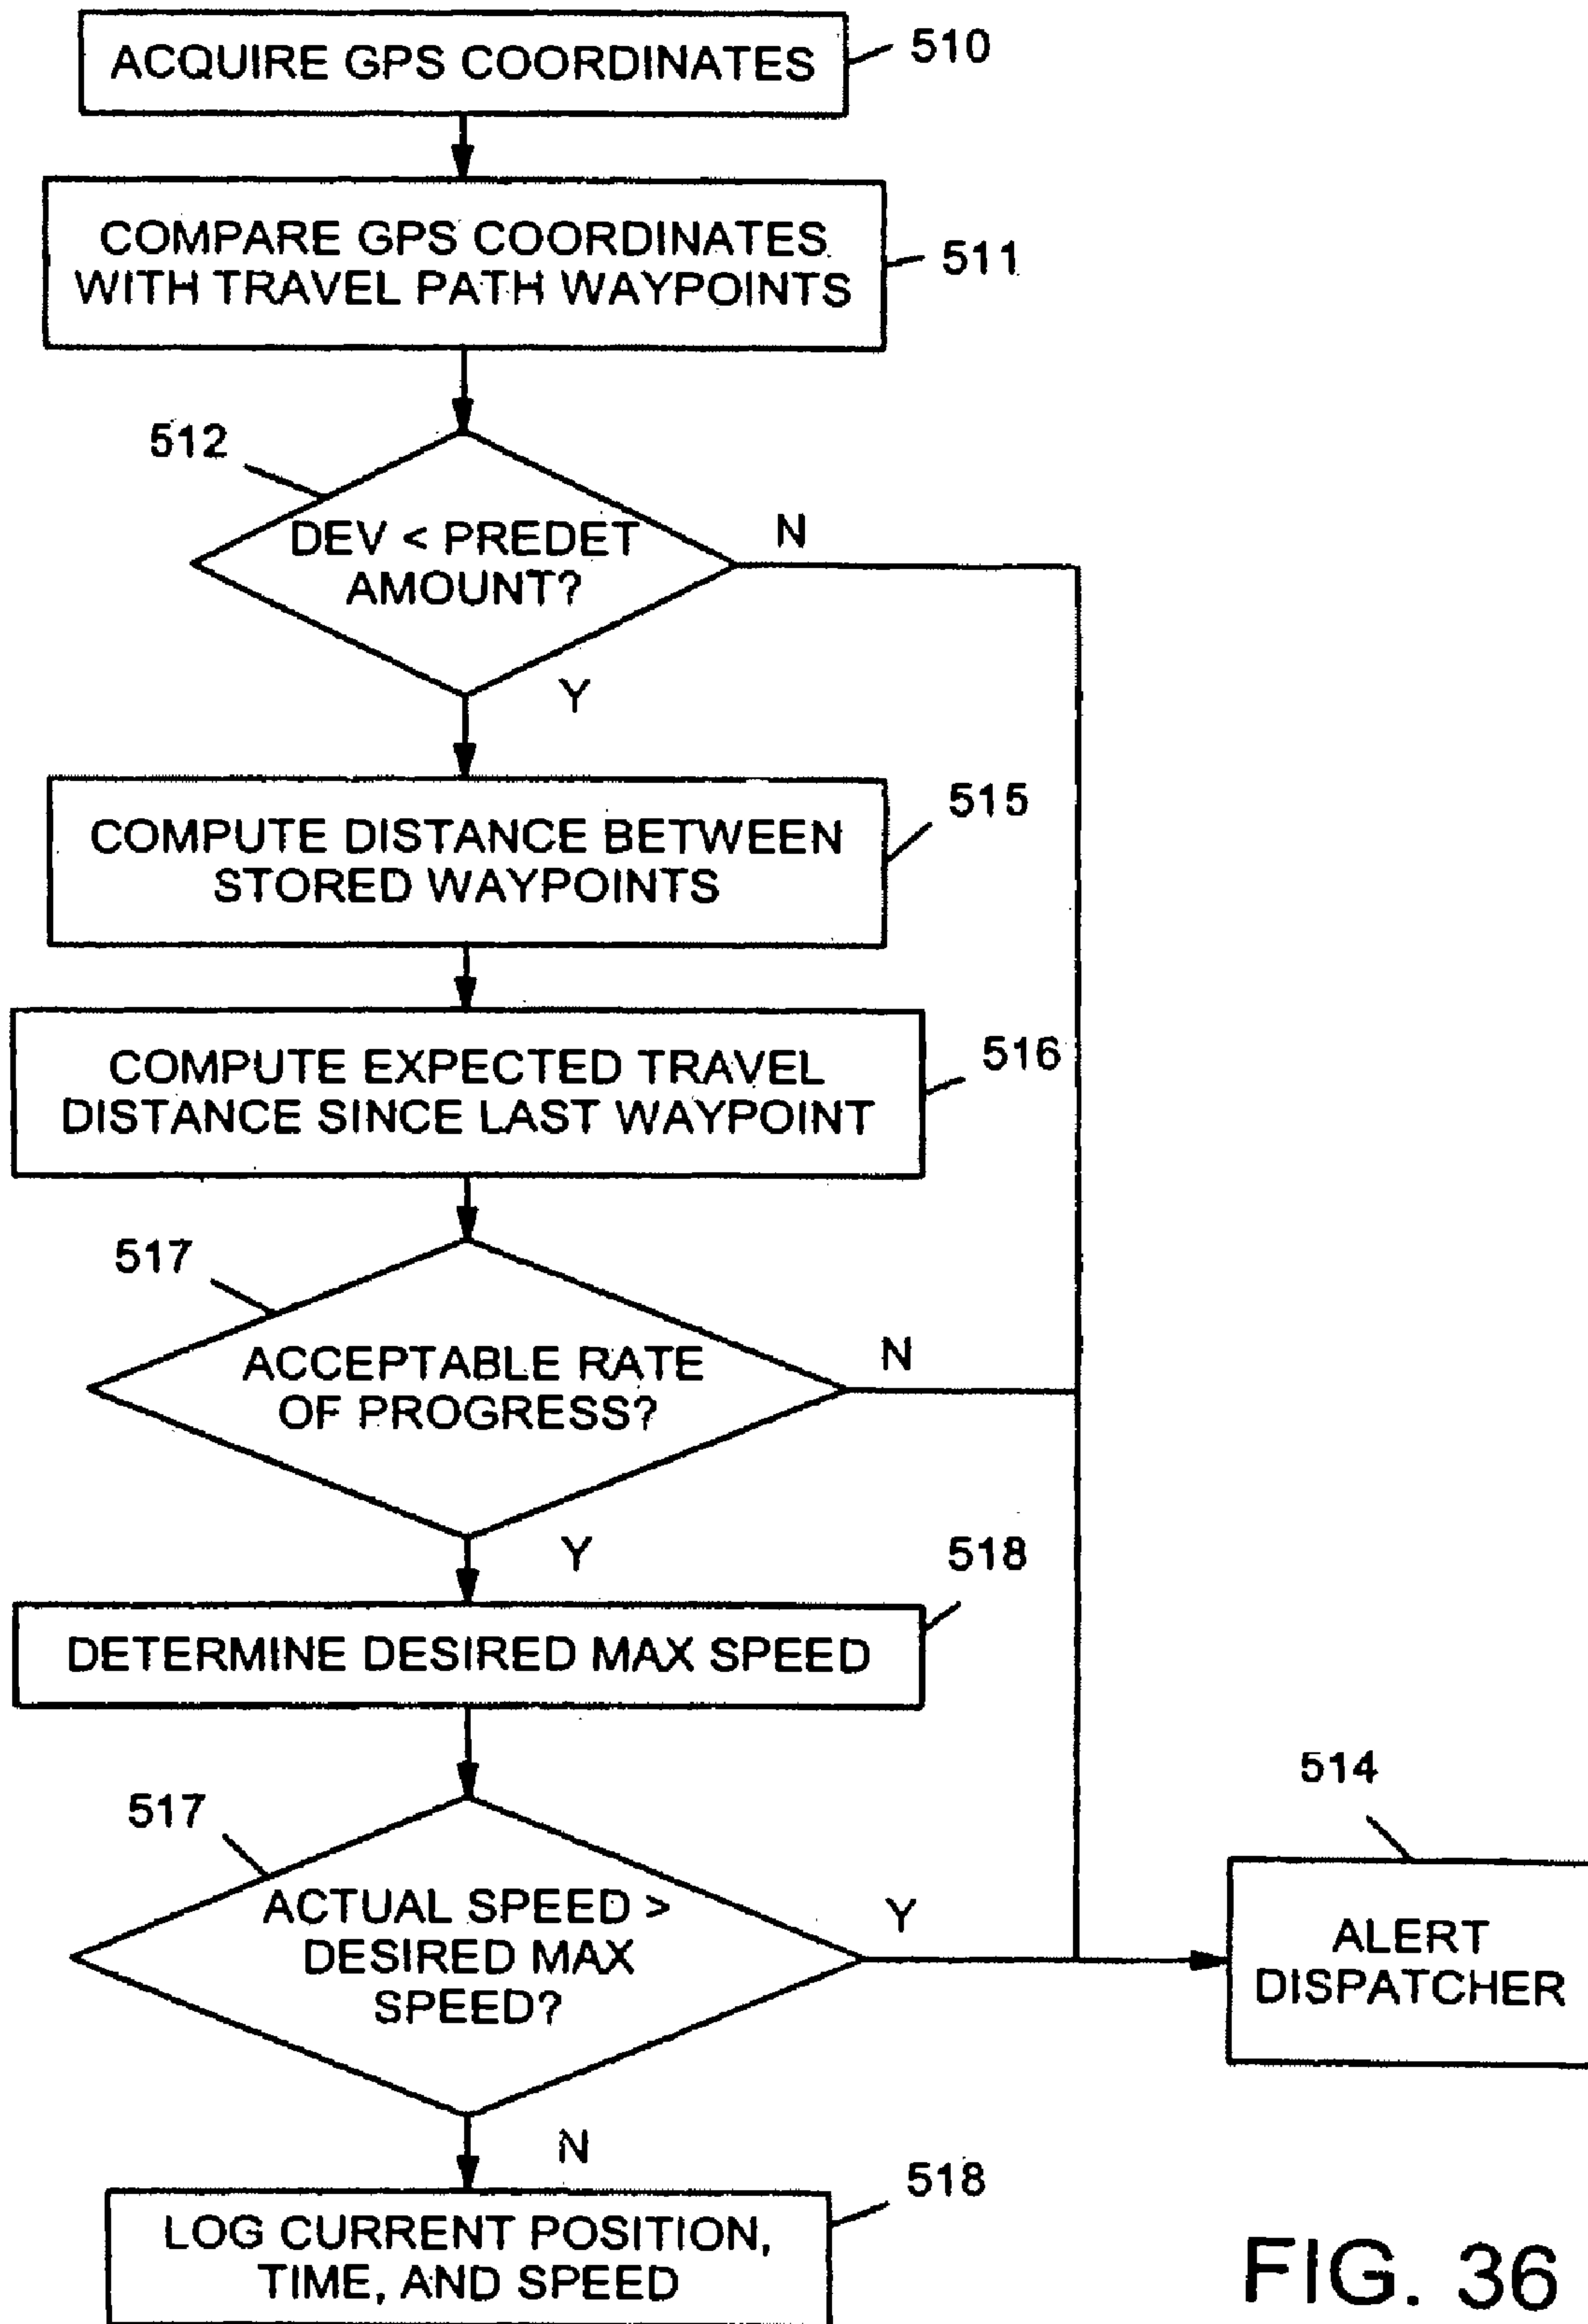 ACQUIRE GPS COORDINATES
510
COMPARE GPS COORDINATES
WITH TRAVEL PATH WAYPOINTS
511
512
DEV < PREDET
AMOUNT?
N
Y
COMPUTE DISTANCE BETWEEN
STORED WAYPOINTS
515
COMPUTE EXPECTED TRAVEL
DISTANCE SINCE LAST WAYPOINT
516
517
ACCEPTABLE RATE
OF PROGRESS?
N
Y
518
DETERMINE DESIRED MAX SPEED
517
ACTUAL SPEED >
DESIRED MAX
SPEED?
Y
514
ALERT
DISPATCHER
N
518
LOG CURRENT POSITION,
TIME, AND SPEED
FIG. 36